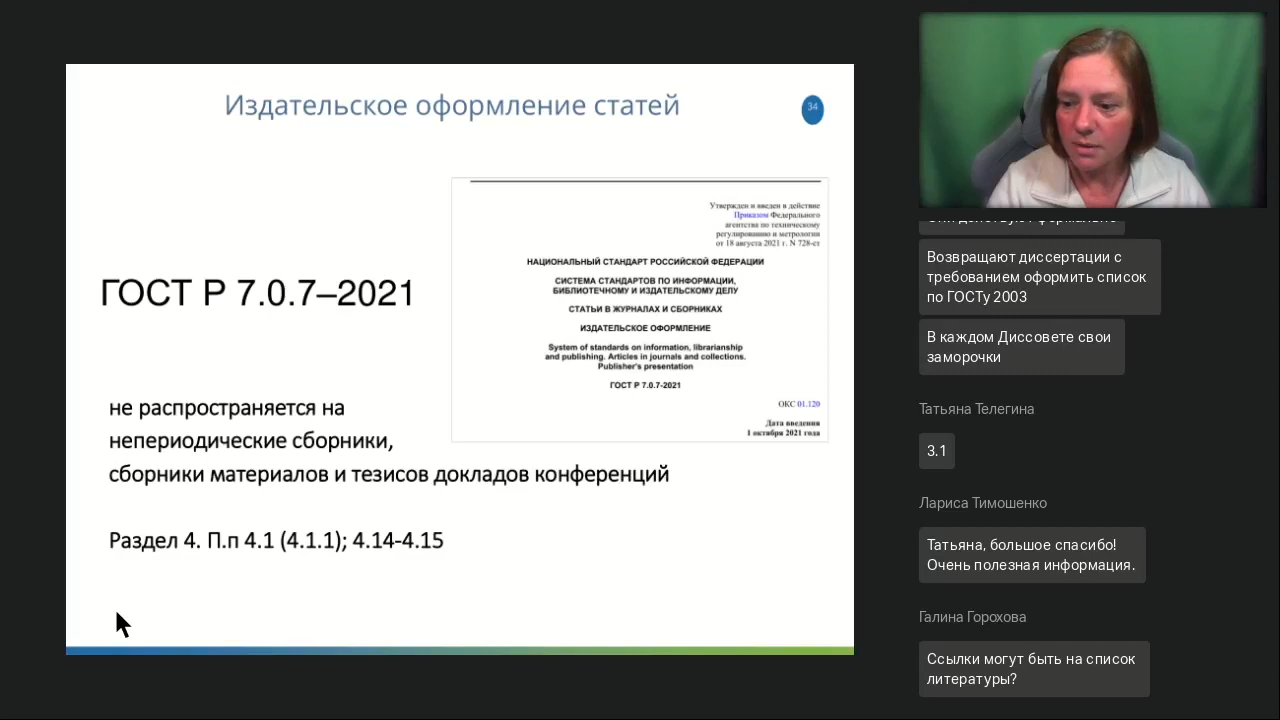 Издательское оформление статей
34
ГОСТ Р 7.0.7–2021
Утвержден и введен в действие
Приказом Федерального
агентства по техническому
регулированию и метрологии
от 18 августа 2021 г. N 728-ст
НАЦИОНАЛЬНЫЙ СТАНДАРТ РОССИЙСКОЙ ФЕДЕРАЦИИ
СИСТЕМА СТАНДАРТОВ ПО ИНФОРМАЦИИ,
БИБЛИОТЕЧНОМУ И ИЗДАТЕЛЬСКОМУ ДЕЛУ
СТАТЬИ В ЖУРНАЛАХ И СБОРНИКАХ
ИЗДАТЕЛЬСКОЕ ОФОРМЛЕНИЕ
System of standards on information, librarianship
and publishing. Articles in journals and collections.
Publisher's presentation
ГОСТ Р 7.0.7-2021
ОКС 01.120
Дата введения
1 октября 2021 года
не распространяется на
непериодические сборники,
сборники материалов и тезисов докладов конференций
Раздел 4. П.п 4.1 (4.1.1); 4.14-4.15
Возвращают диссертации с
требованием оформить список
по ГОСТу 2003
В каждом Диссовете свои
заморочки
Татьяна Телегина
3.1
Лариса Тимошенко
Татьяна, большое спасибо!
Очень полезная информация.
Галина Горохова
Ссылки могут быть на список
литературы?